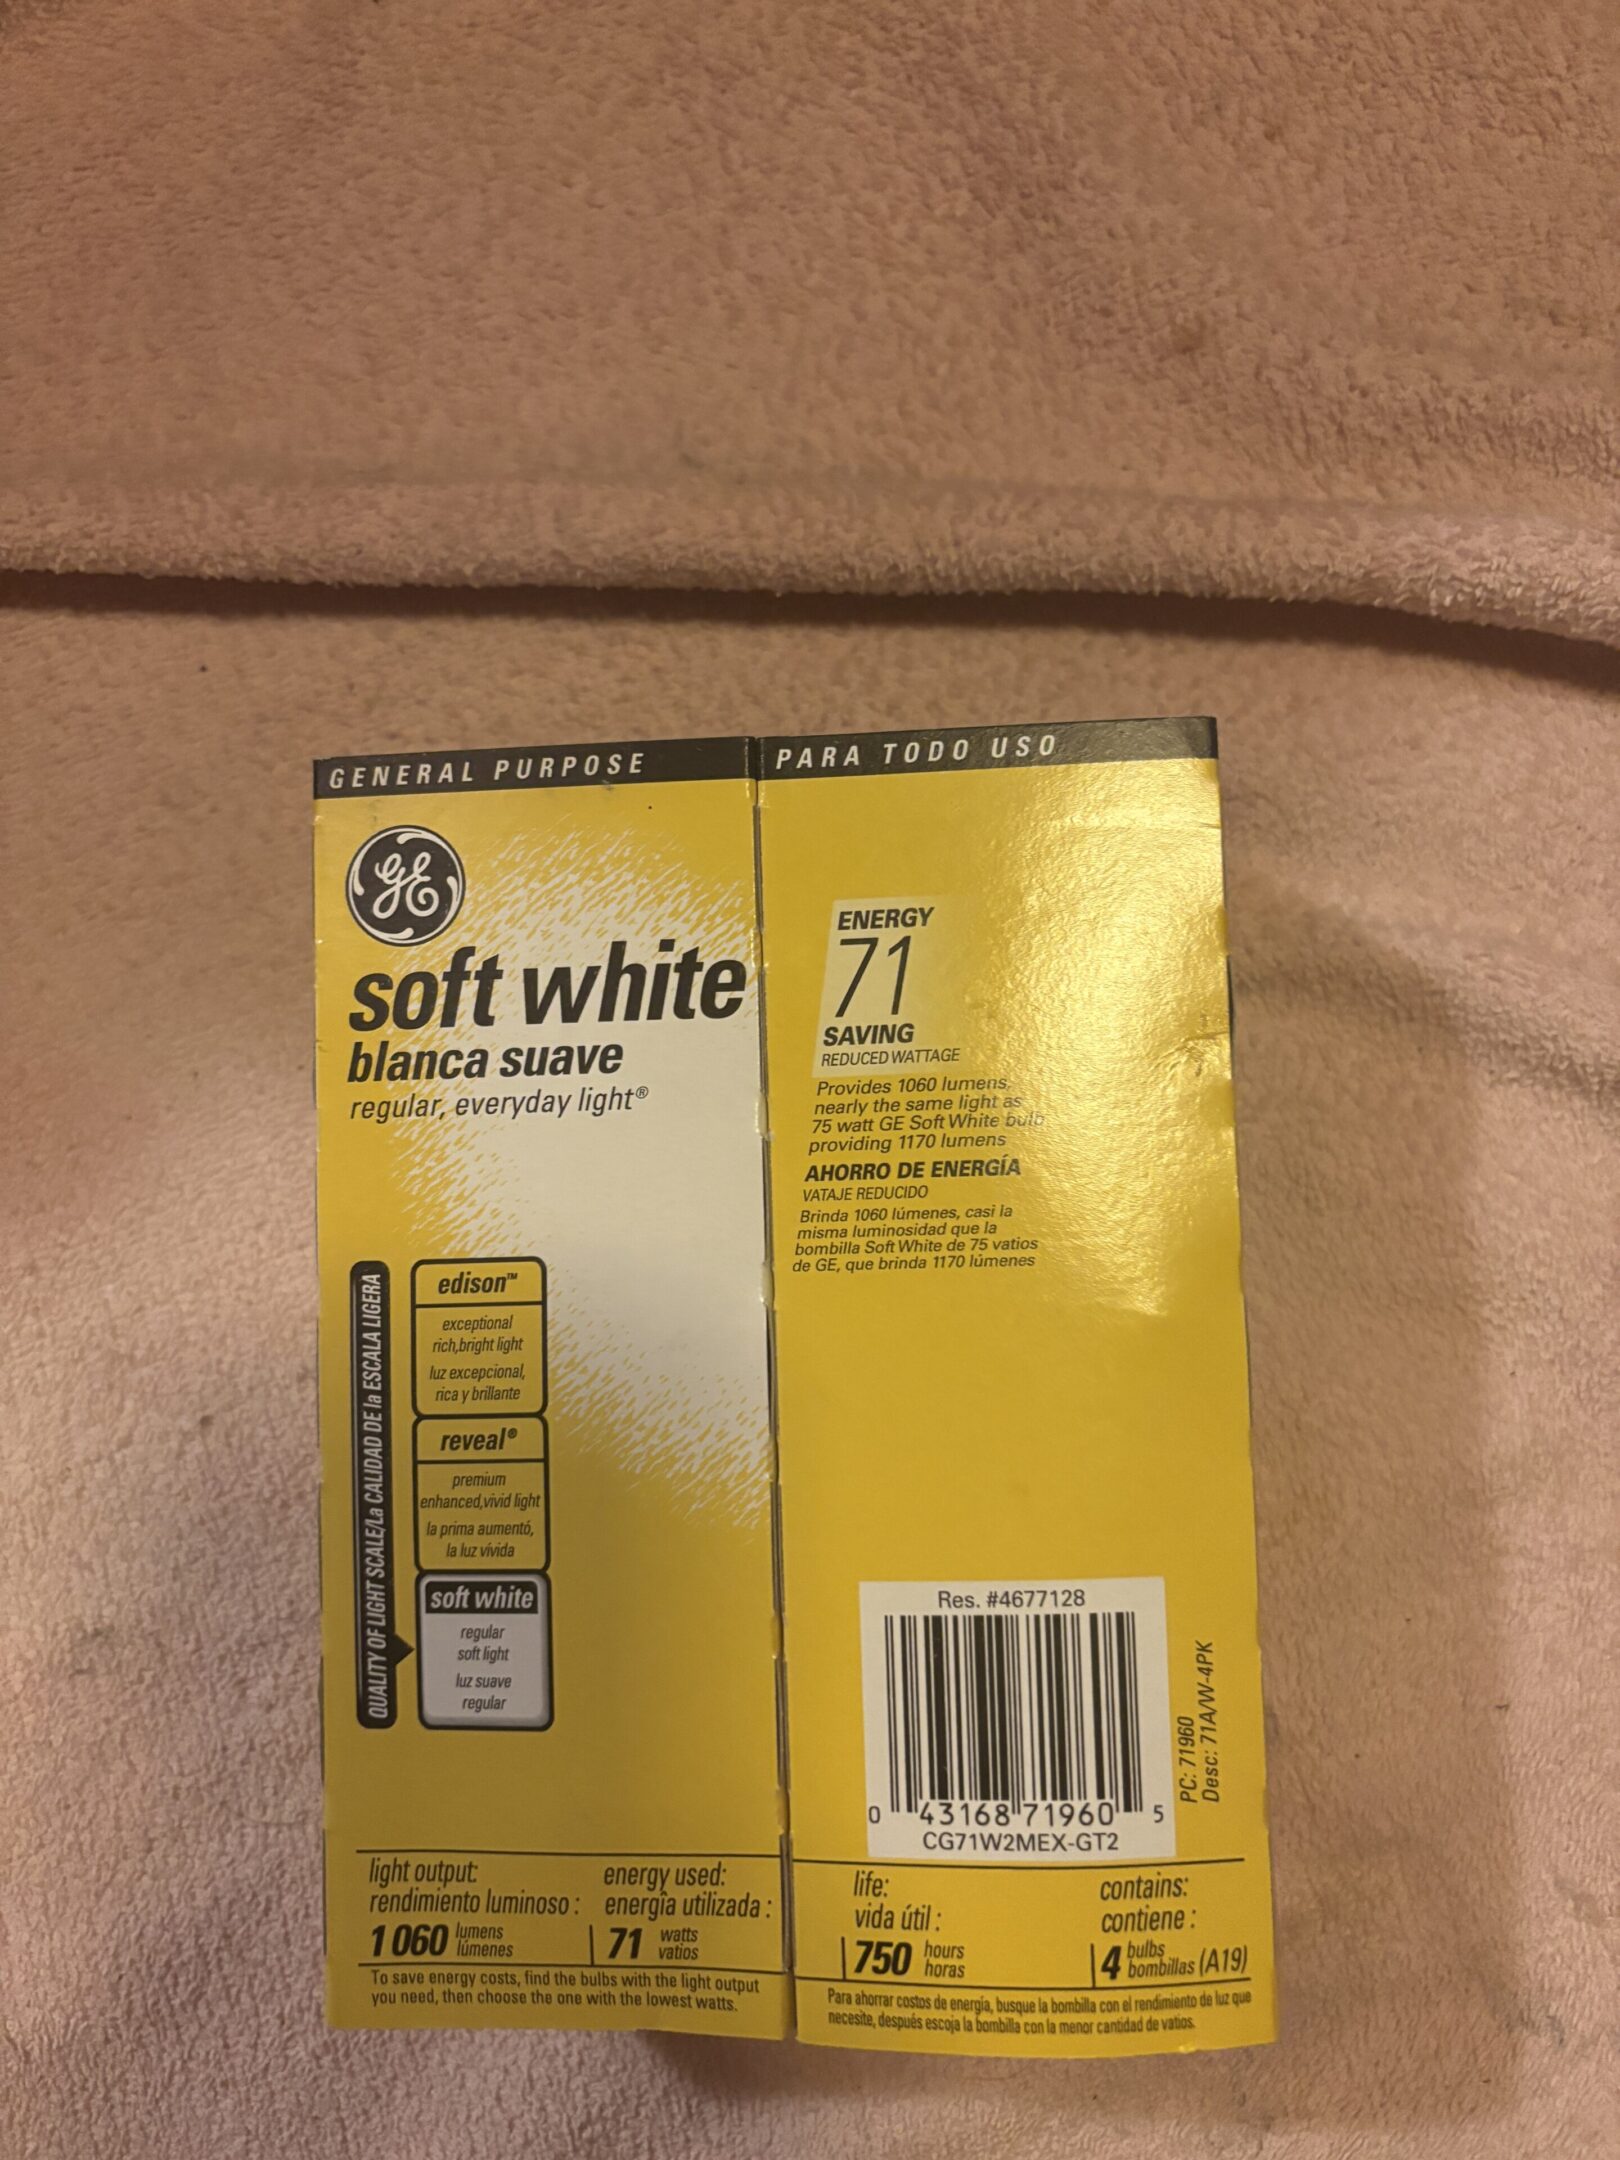 GENERAL PURPOSE
GE
soft white
blanca suave
regular, everyday light®
QUALITY OF LIGHT SCALE/La CALIDAD DE la ESCALA LIGERA
edison™
exceptional
rich,bright light
luz excepcional,
rica y brillante
reveal®
premium
enhanced,vivid light
la prima aumentó,
la luz vívida
soft white
regular
soft light
luz suave
regular
light output:
rendimiento luminoso :
1 060 lumens
lúmenes
energy used:
energía utilizada :
71 watts
vatios
To save energy costs, find the bulbs with the light output
you need, then choose the one with the lowest watts.
PARA TODO USO
ENERGY
71
SAVING
REDUCED WATTAGE
Provides 1060 lumens,
nearly the same light as
75 watt GE Soft White bulb
providing 1170 lumens
AHORRO DE ENERGÍA
VATAJE REDUCIDO
Brinda 1060 lúmenes, casi la
misma luminosidad que la
bombilla Soft White de 75 vatios
de GE, que brinda 1170 lúmenes
Res. #4677128
0 43168 71960 5
CG71W2MEX-GT2
PC: 71960
Desc: 71A/W-4PK
life:
vida útil :
750 hours
horas
contains:
contiene :
4 bulbs
bombillas (A19)
Para ahorrar costos de energía, busque la bombilla con el rendimiento de luz que
necesite, después escoja la bombilla con la menor cantidad de vatios.